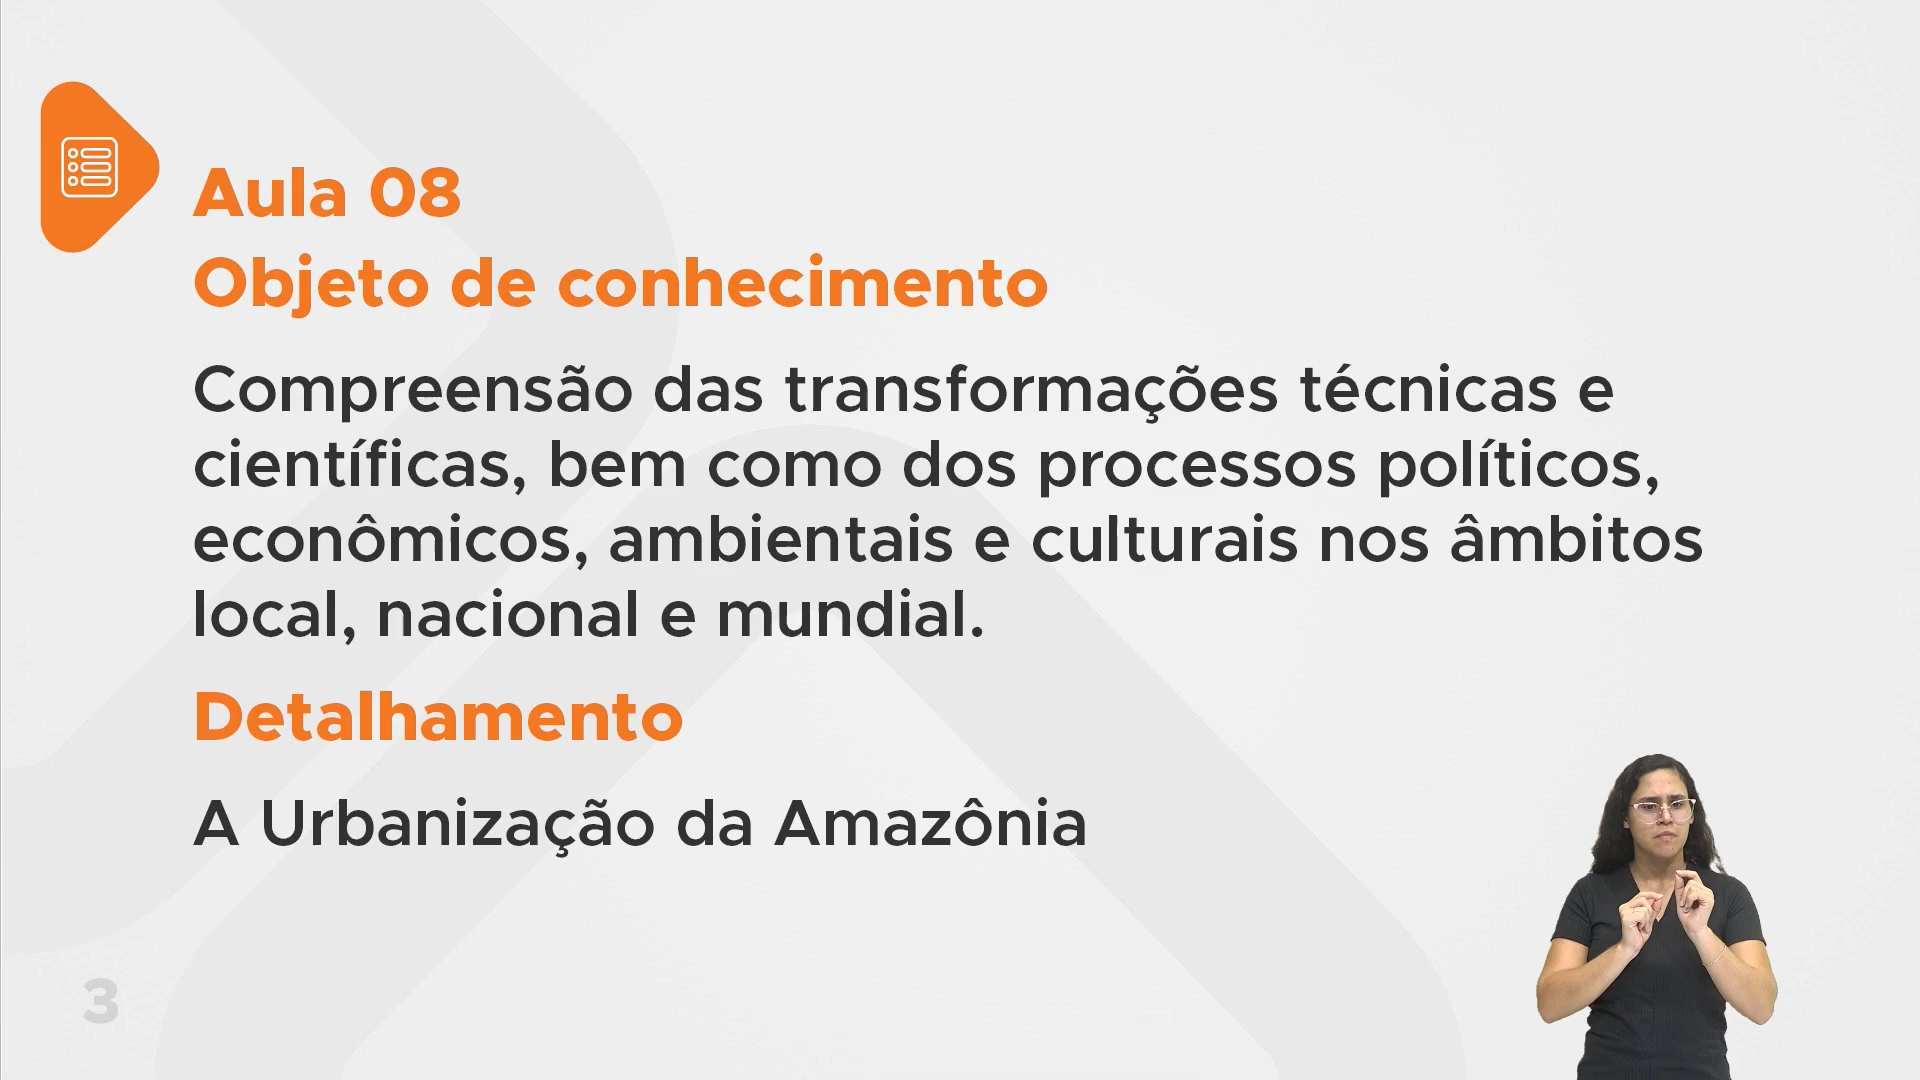 Aula 08
Objeto de conhecimento
Compreensão das transformações técnicas e
científicas, bem como dos processos políticos,
econômicos, ambientais e culturais nos âmbitos
local, nacional e mundial.
Detalhamento
A Urbanização da Amazônia
3